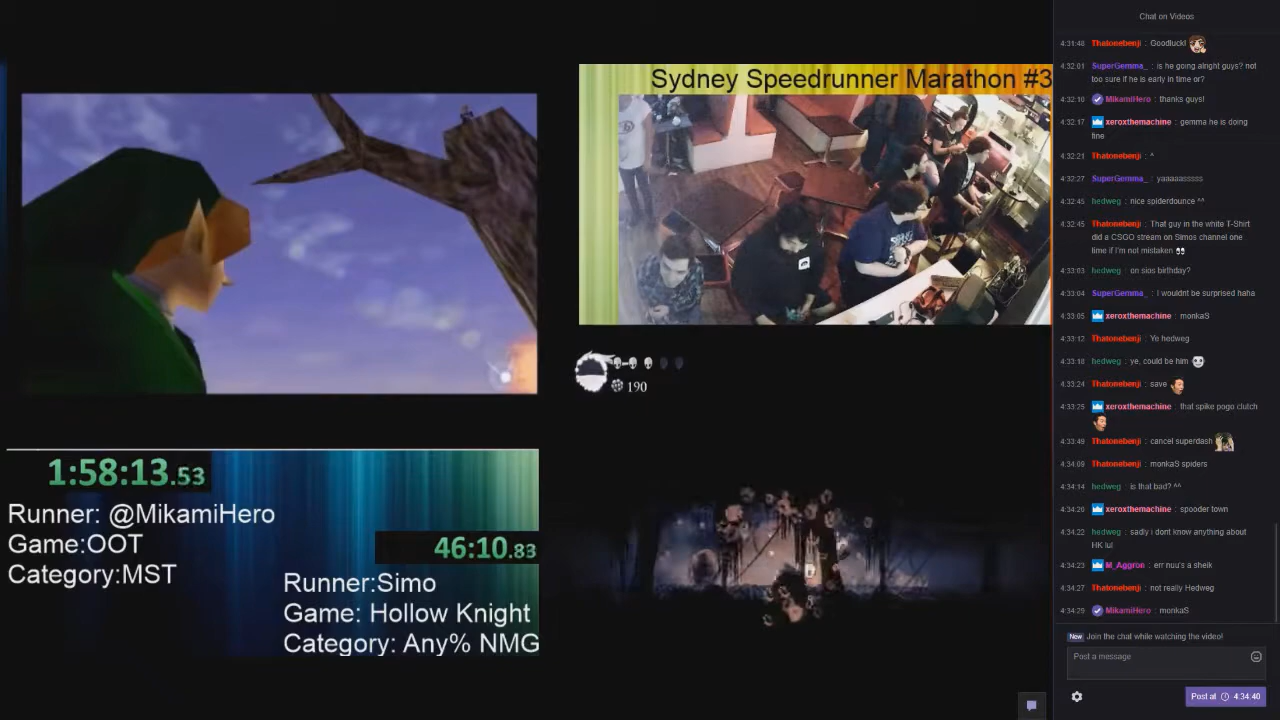 Sydney Speedrunner Marathon #3
190
1:58:13.53
Runner: @MikamiHero
Game:OOT
Category:MST
46:10.83
Runner:Simo
Game: Hollow Knight
Category: Any% NMG
Chat on Videos
4:31:48 Thatonebenji : Goodluck!
4:32:01 SuperGemma_ : is he going alright guys? not
too sure if he is early in time or?
4:32:10 MikamiHero : thanks guys!
4:32:17 xeroxthemachine : gemma he is doing
fine
4:32:21 Thatonebenji : ^
4:32:27 SuperGemma_ : yaaaaasssss
4:32:45 hedweg : nice spiderdounce ^^
4:32:45 Thatonebenji : That guy in the white T-Shirt
did a CSGO stream on Simos channel one
time if I'm not mistaken 👀
4:33:03 hedweg : on sios birthday?
4:33:04 SuperGemma_ : I wouldnt be surprised haha
4:33:05 xeroxthemachine : monkaS
4:33:12 Thatonebenji : Ye hedweg
4:33:18 hedweg : ye, could be him
4:33:24 Thatonebenji : save
4:33:25 xeroxthemachine : that spike pogo clutch
4:33:49 Thatonebenji : cancel superdash
4:34:09 Thatonebenji : monkaS spiders
4:34:14 hedweg : is that bad? ^^
4:34:20 xeroxthemachine : spooder town
4:34:22 hedweg : sadly i dont know anything about
HK lul
4:34:23 M_Aggron : err nuu's a sheik
4:34:27 Thatonebenji : not really Hedweg
4:34:29 MikamiHero : monkaS
New Join the chat while watching the video!
Post a message
Post at 4:34:40